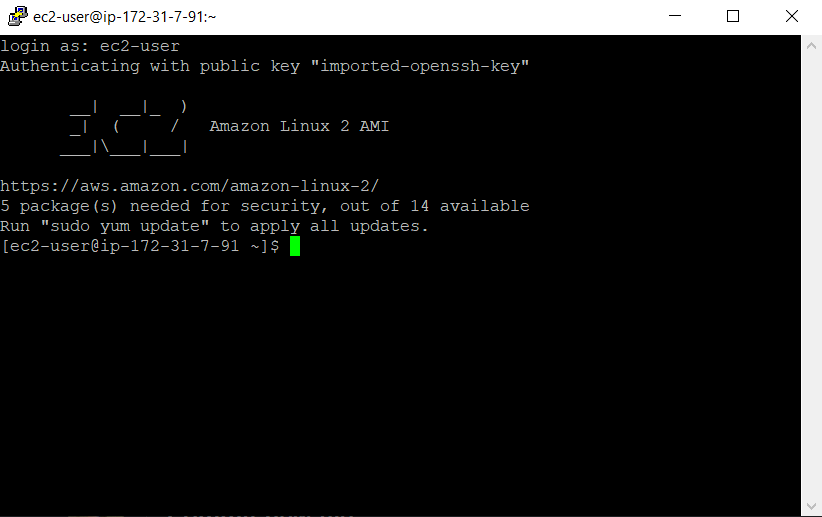 ec2-user@ip-172-31-7-91:~
login as: ec2-user
Authenticating with public key "imported-openssh-key"
       __|  __|_  )
       _|  (     /   Amazon Linux 2 AMI
      ___|\___|___|
https://aws.amazon.com/amazon-linux-2/
5 package(s) needed for security, out of 14 available
Run "sudo yum update" to apply all updates.
[ec2-user@ip-172-31-7-91 ~]$